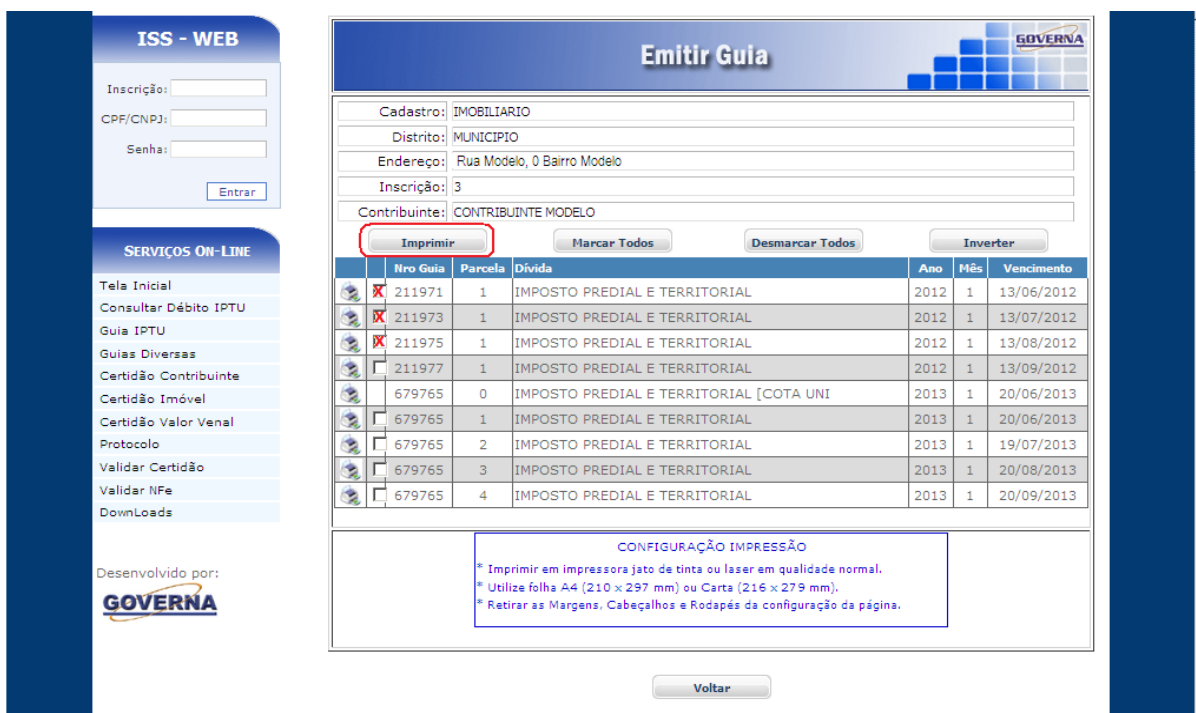 ISS - WEB
Inscrição:
CPF/CNPJ:
Senha:
Entrar
SERVIÇOS ON-LINE
Tela Inicial
Consultar Débito IPTU
Guia IPTU
Guias Diversas
Certidão Contribuinte
Certidão Imóvel
Certidão Valor Venal
Protocolo
Validar Certidão
Validar NFe
DownLoads
Desenvolvido por:
GOVERNA
Emitir Guia
GOVERNA
Cadastro: IMOBILIARIO
Distrito: MUNICIPIO
Endereço: Rua Modelo, 0 Bairro Modelo
Inscrição: 3
Contribuinte: CONTRIBUINTE MODELO
Imprimir Marcar Todos Desmarcar Todos Inverter
Nro Guia Parcela Dívida Ano Mês Vencimento
X 211971 1 IMPOSTO PREDIAL E TERRITORIAL 2012 1 13/06/2012
X 211973 1 IMPOSTO PREDIAL E TERRITORIAL 2012 1 13/07/2012
X 211975 1 IMPOSTO PREDIAL E TERRITORIAL 2012 1 13/08/2012
211977 1 IMPOSTO PREDIAL E TERRITORIAL 2012 1 13/09/2012
679765 0 IMPOSTO PREDIAL E TERRITORIAL [COTA UNI 2013 1 20/06/2013
679765 1 IMPOSTO PREDIAL E TERRITORIAL 2013 1 20/06/2013
679765 2 IMPOSTO PREDIAL E TERRITORIAL 2013 1 19/07/2013
679765 3 IMPOSTO PREDIAL E TERRITORIAL 2013 1 20/08/2013
679765 4 IMPOSTO PREDIAL E TERRITORIAL 2013 1 20/09/2013
CONFIGURAÇÃO IMPRESSÃO
* Imprimir em impressora jato de tinta ou laser em qualidade normal.
* Utilize folha A4 (210 x 297 mm) ou Carta (216 x 279 mm).
* Retirar as Margens, Cabeçalhos e Rodapés da configuração da página.
Voltar